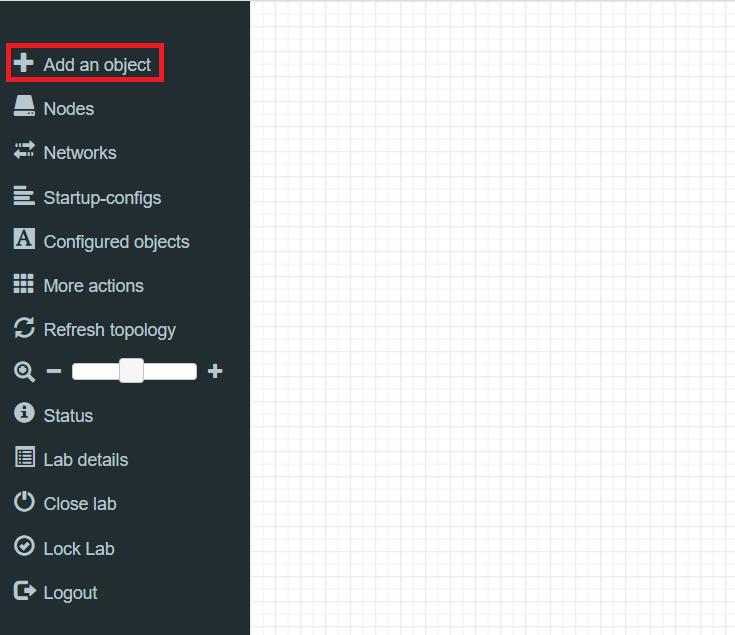 Add an object
Nodes
Networks
Startup-configs
A Configured objects
More actions
Refresh topology
Status
Lab details
Close lab
Lock Lab
Logout